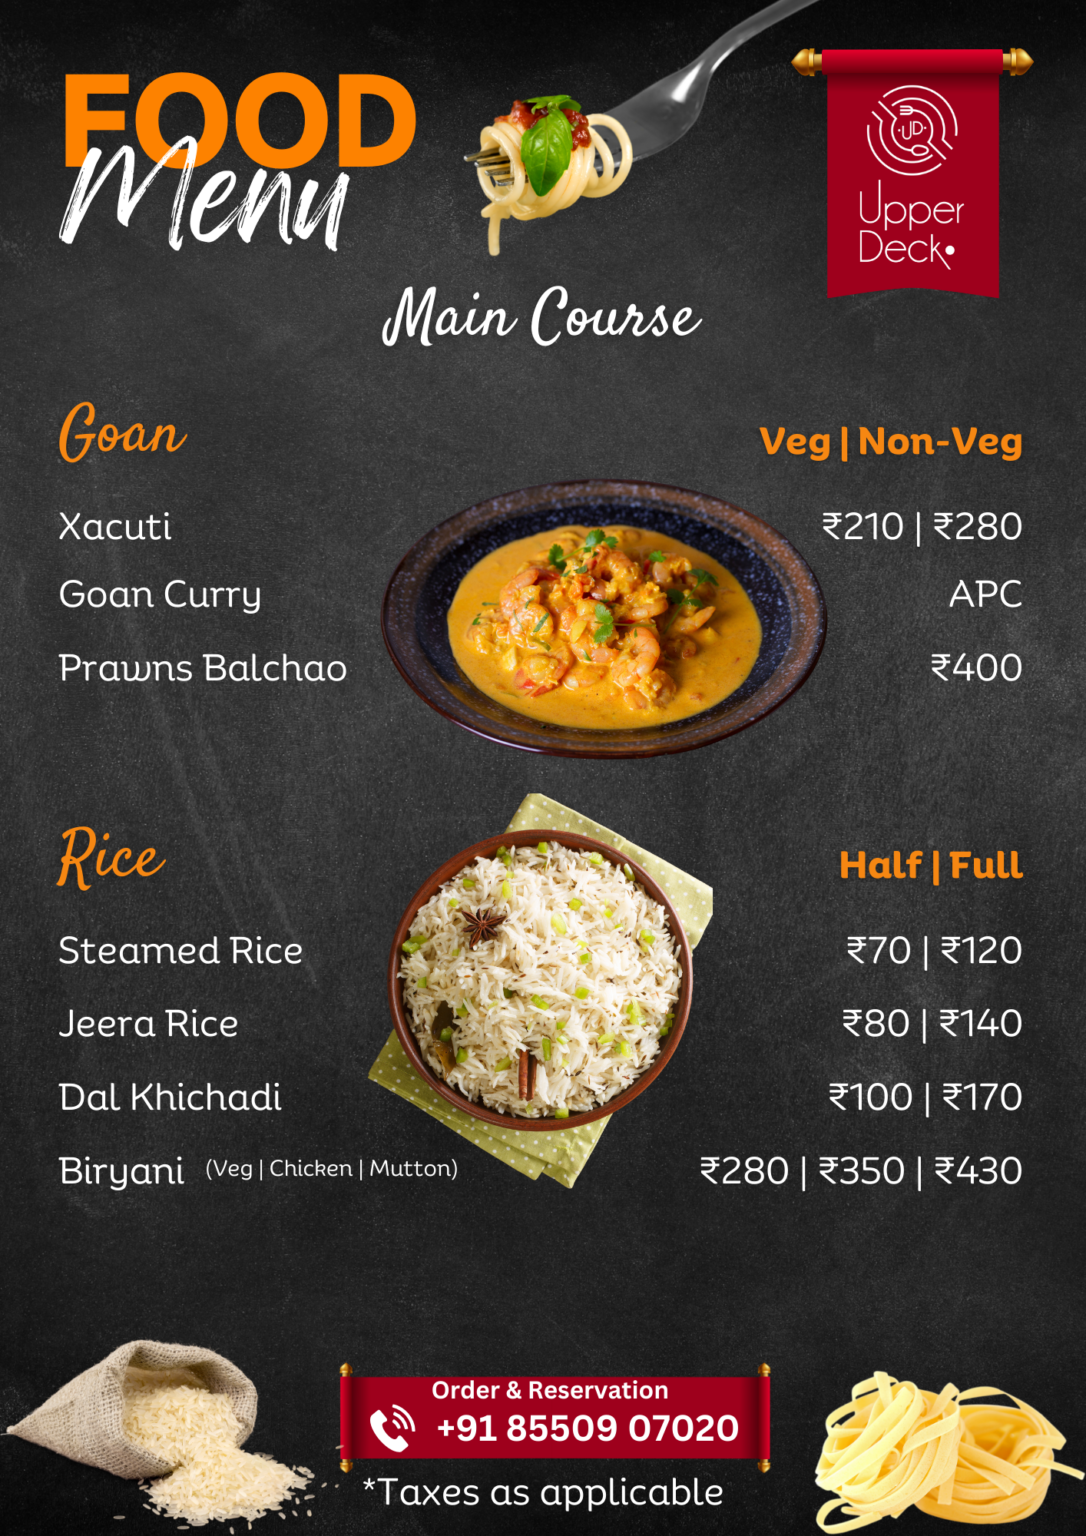 FOOD
Menu
UD
Upper
Deck.
Main Course
Goan
Veg | Non-Veg
Xacuti
₹210 | ₹280
Goan Curry
APC
Prawns Balchao
₹400
Rice
Half | Full
Steamed Rice
₹70 | ₹120
Jeera Rice
₹80 | ₹140
Dal Khichadi
₹100 | ₹170
Biryani (Veg | Chicken | Mutton)
₹280 | ₹350 | ₹430
Order & Reservation
+91 85509 07020
*Taxes as applicable